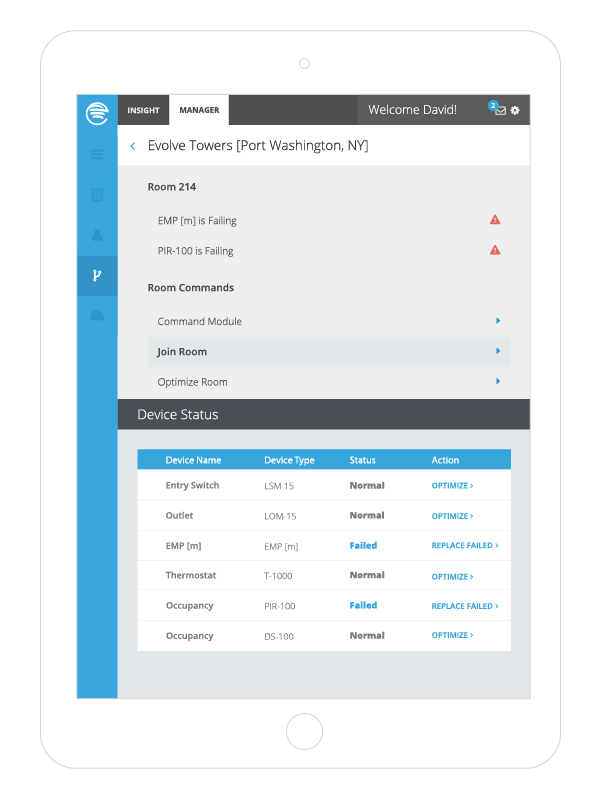 INSIGHT MANAGER Welcome David! 2
Evolve Towers [Port Washington, NY]
Room 214
EMP [m] is Failing
PIR-100 is Failing
Room Commands
Command Module
Join Room
Optimize Room
Device Status
Device Name Device Type Status Action
Entry Switch LSM 15 Normal OPTIMIZE >
Outlet LOM-15 Normal OPTIMIZE >
EMP [m] EMP [m] Failed REPLACE FAILED >
Thermostat T-1000 Normal OPTIMIZE >
Occupancy PIR-100 Failed REPLACE FAILED >
Occupancy DS-100 Normal OPTIMIZE >